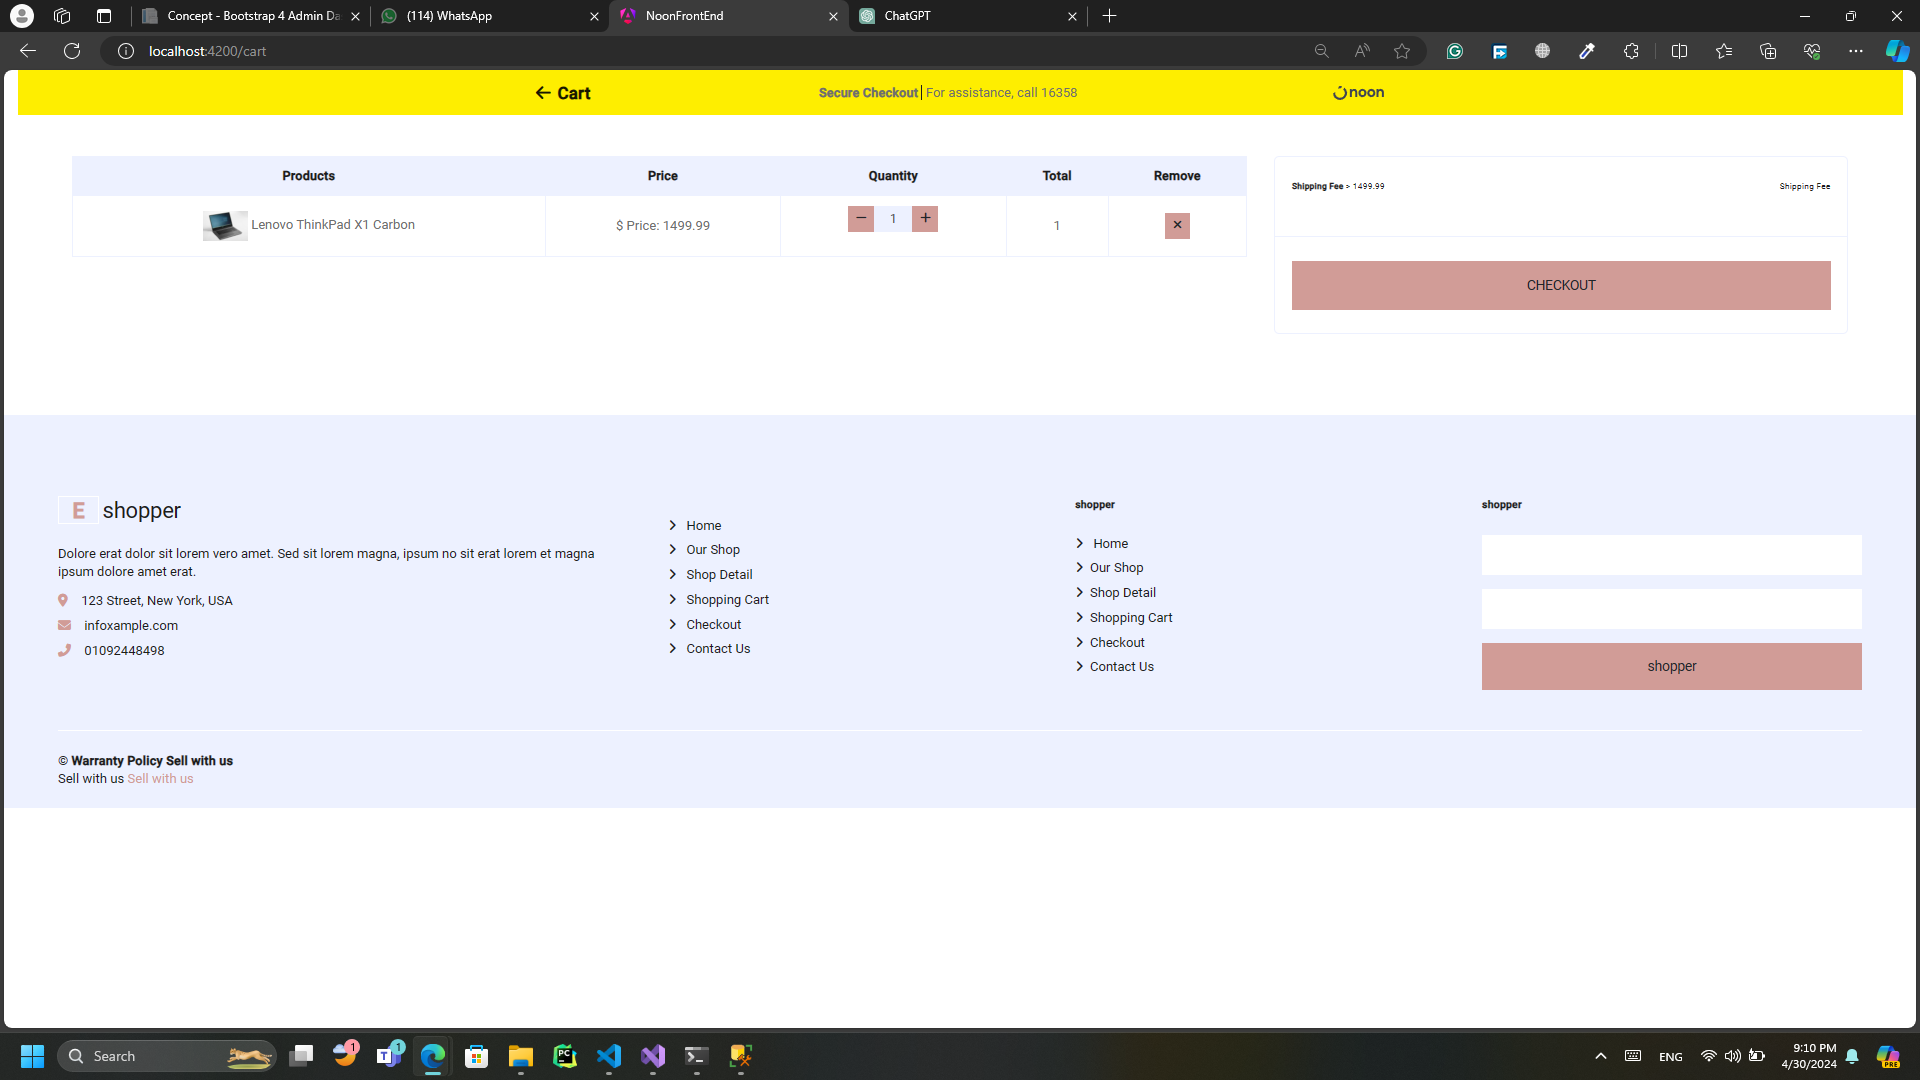 Concept - Bootstrap 4 Admin Da
(114) WhatsApp
NoonFrontEnd
ChatGPT
localhost:4200/cart
Cart
Secure Checkout | For assistance, call 16358
noon
Products Price Quantity Total Remove
Lenovo ThinkPad X1 Carbon $ Price: 1499.99 − 1 + 1 ×
Shipping Fee > 1499.99 Shipping Fee
CHECKOUT
E shopper
Dolore erat dolor sit lorem vero amet. Sed sit lorem magna, ipsum no sit erat lorem et magna
ipsum dolore amet erat.
123 Street, New York, USA
infoxample.com
01092448498
Home
Our Shop
Shop Detail
Shopping Cart
Checkout
Contact Us
shopper
Home
Our Shop
Shop Detail
Shopping Cart
Checkout
Contact Us
shopper
shopper
© Warranty Policy Sell with us
Sell with us Sell with us
Search
1
1
ENG
9:10 PM
4/30/2024
PRE